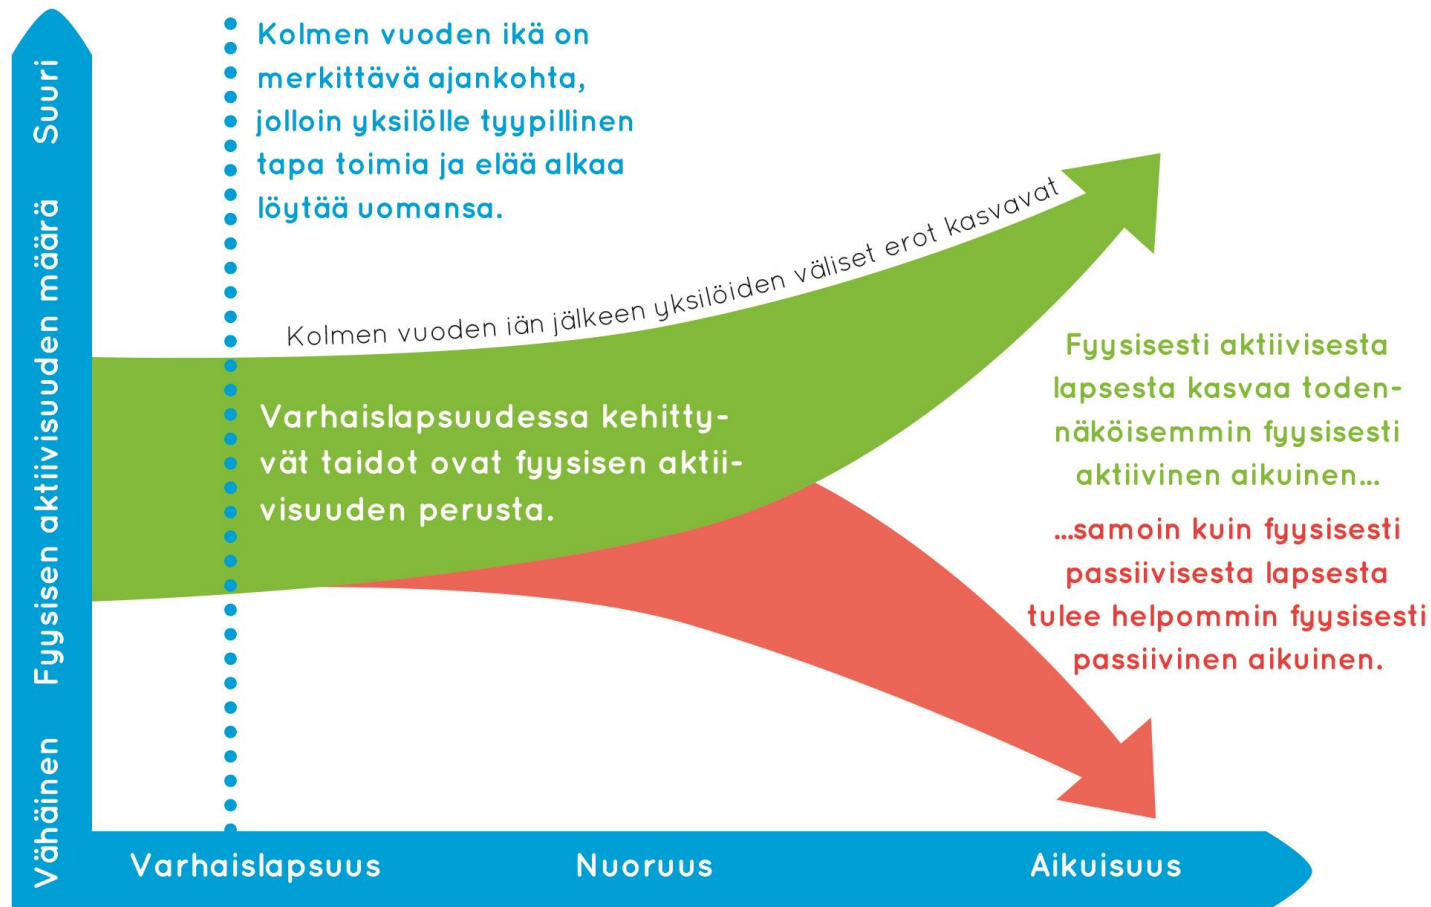 Kolmen vuoden ikä on
merkittävä ajankohta,
jolloin yksilölle tyypillinen
tapa toimia ja elää alkaa
löytää uomansa.
Suuri
Fyysisen aktiivisuuden määrä
Vähäinen
Kolmen vuoden iän jälkeen yksilöiden väliset erot kasvavat
Varhaislapsuudessa kehitty-
vät taidot ovat fyysisen aktii-
visuuden perusta.
Fyysisesti aktiivisesta
lapsesta kasvaa toden-
näköisemmin fyysisesti
aktiivinen aikuinen...
...samoin kuin fyysisesti
passiivisesta lapsesta
tulee helpommin fyysisesti
passiivinen aikuinen.
Varhaislapsuus
Nuoruus
Aikuisuus